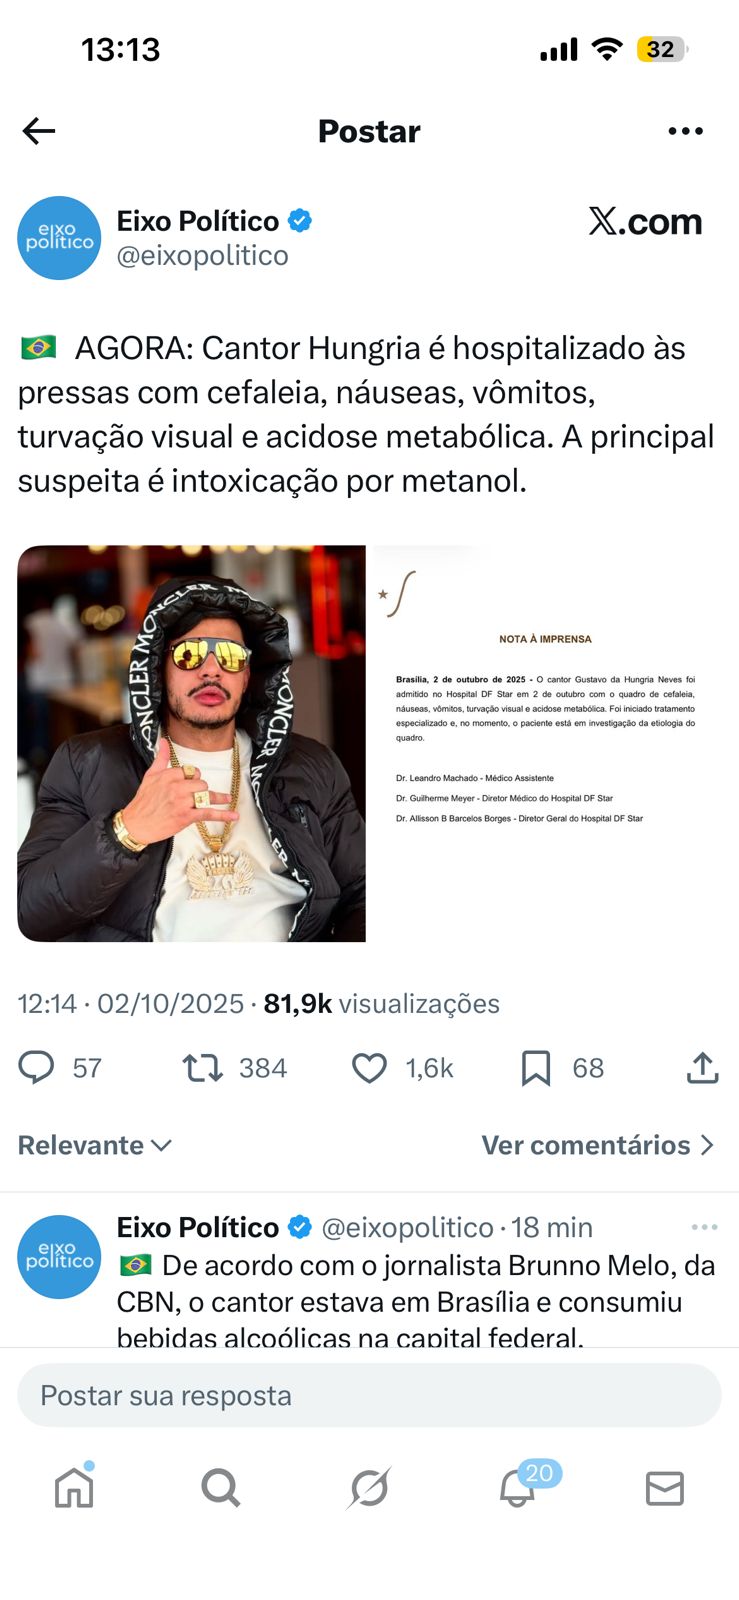 13:13
32
Postar
eixo
político
Eixo Político
@eixopolitico
X.com
🇧🇷 AGORA: Cantor Hungria é hospitalizado às
pressas com cefaleia, náuseas, vômitos,
turvação visual e acidose metabólica. A principal
suspeita é intoxicação por metanol.
MONCLER MONCLER
MONCLER
NOTA À IMPRENSA
Brasília, 2 de outubro de 2025 - O cantor Gustavo da Hungria Neves foi
admitido no Hospital DF Star em 2 de outubro com o quadro de cefaleia,
náuseas, vômitos, turvação visual e acidose metabólica. Foi iniciado tratamento
especializado e, no momento, o paciente está em investigação da etiologia do
quadro.
Dr. Leandro Machado - Médico Assistente
Dr. Guilherme Meyer - Diretor Médico do Hospital DF Star
Dr. Allisson B Barcelos Borges - Diretor Geral do Hospital DF Star
12:14 · 02/10/2025 · 81,9k visualizações
57
384
1,6k
68
Relevante
Ver comentários
eixo
político
Eixo Político @eixopolitico · 18 min
🇧🇷 De acordo com o jornalista Brunno Melo, da
CBN, o cantor estava em Brasília e consumiu
bebidas alcoólicas na capital federal.
Postar sua resposta
20